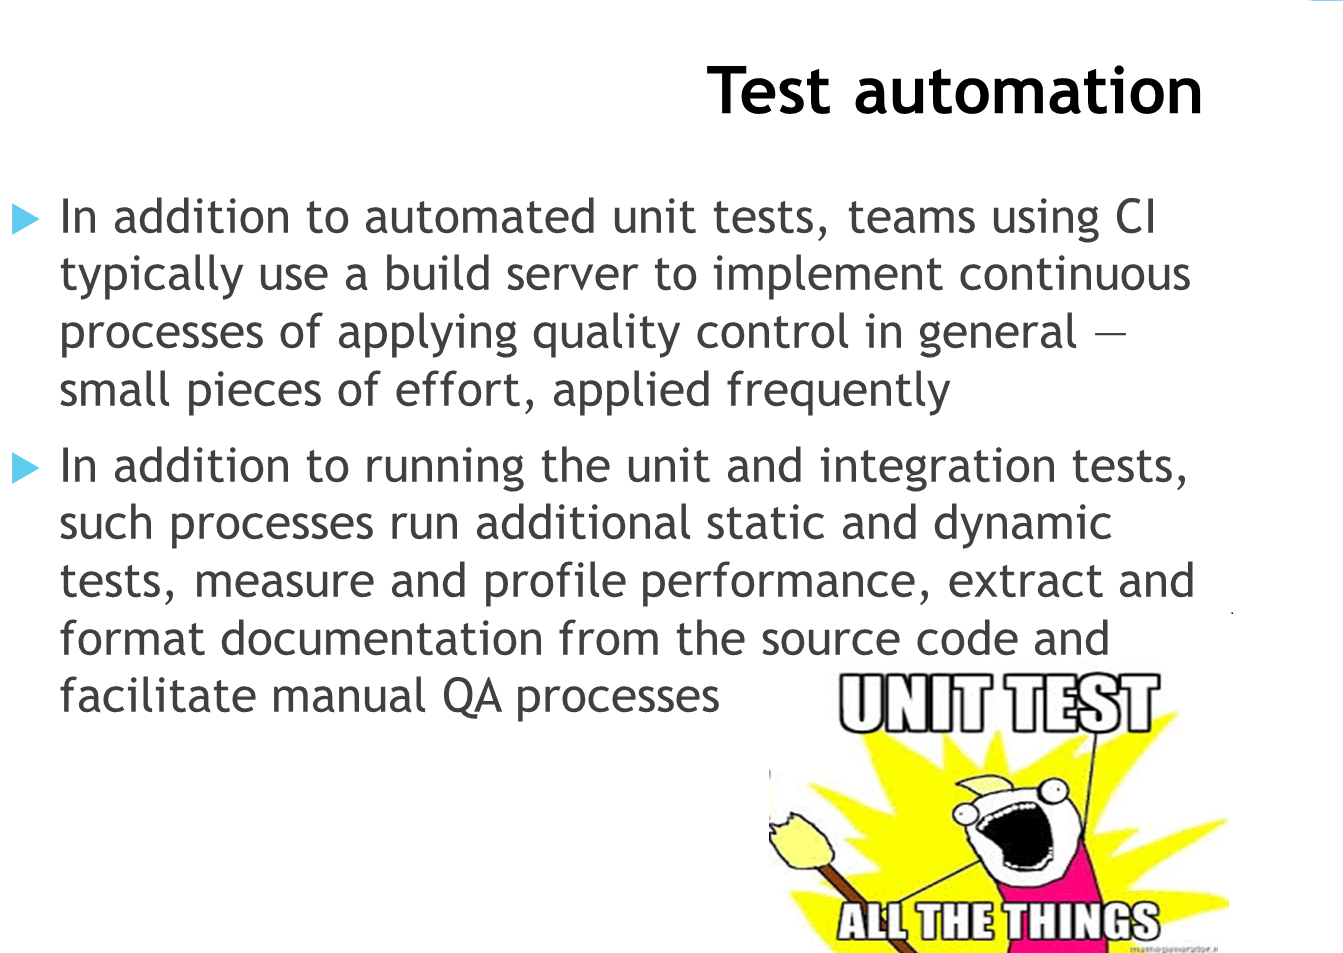 Test automation
In addition to automated unit tests, teams using CI
typically use a build server to implement continuous
processes of applying quality control in general —
small pieces of effort, applied frequently
In addition to running the unit and integration tests,
such processes run additional static and dynamic
tests, measure and profile performance, extract and
format documentation from the source code and
facilitate manual QA processes
UNIT TEST
ALL THE THINGS
memegenerator.n